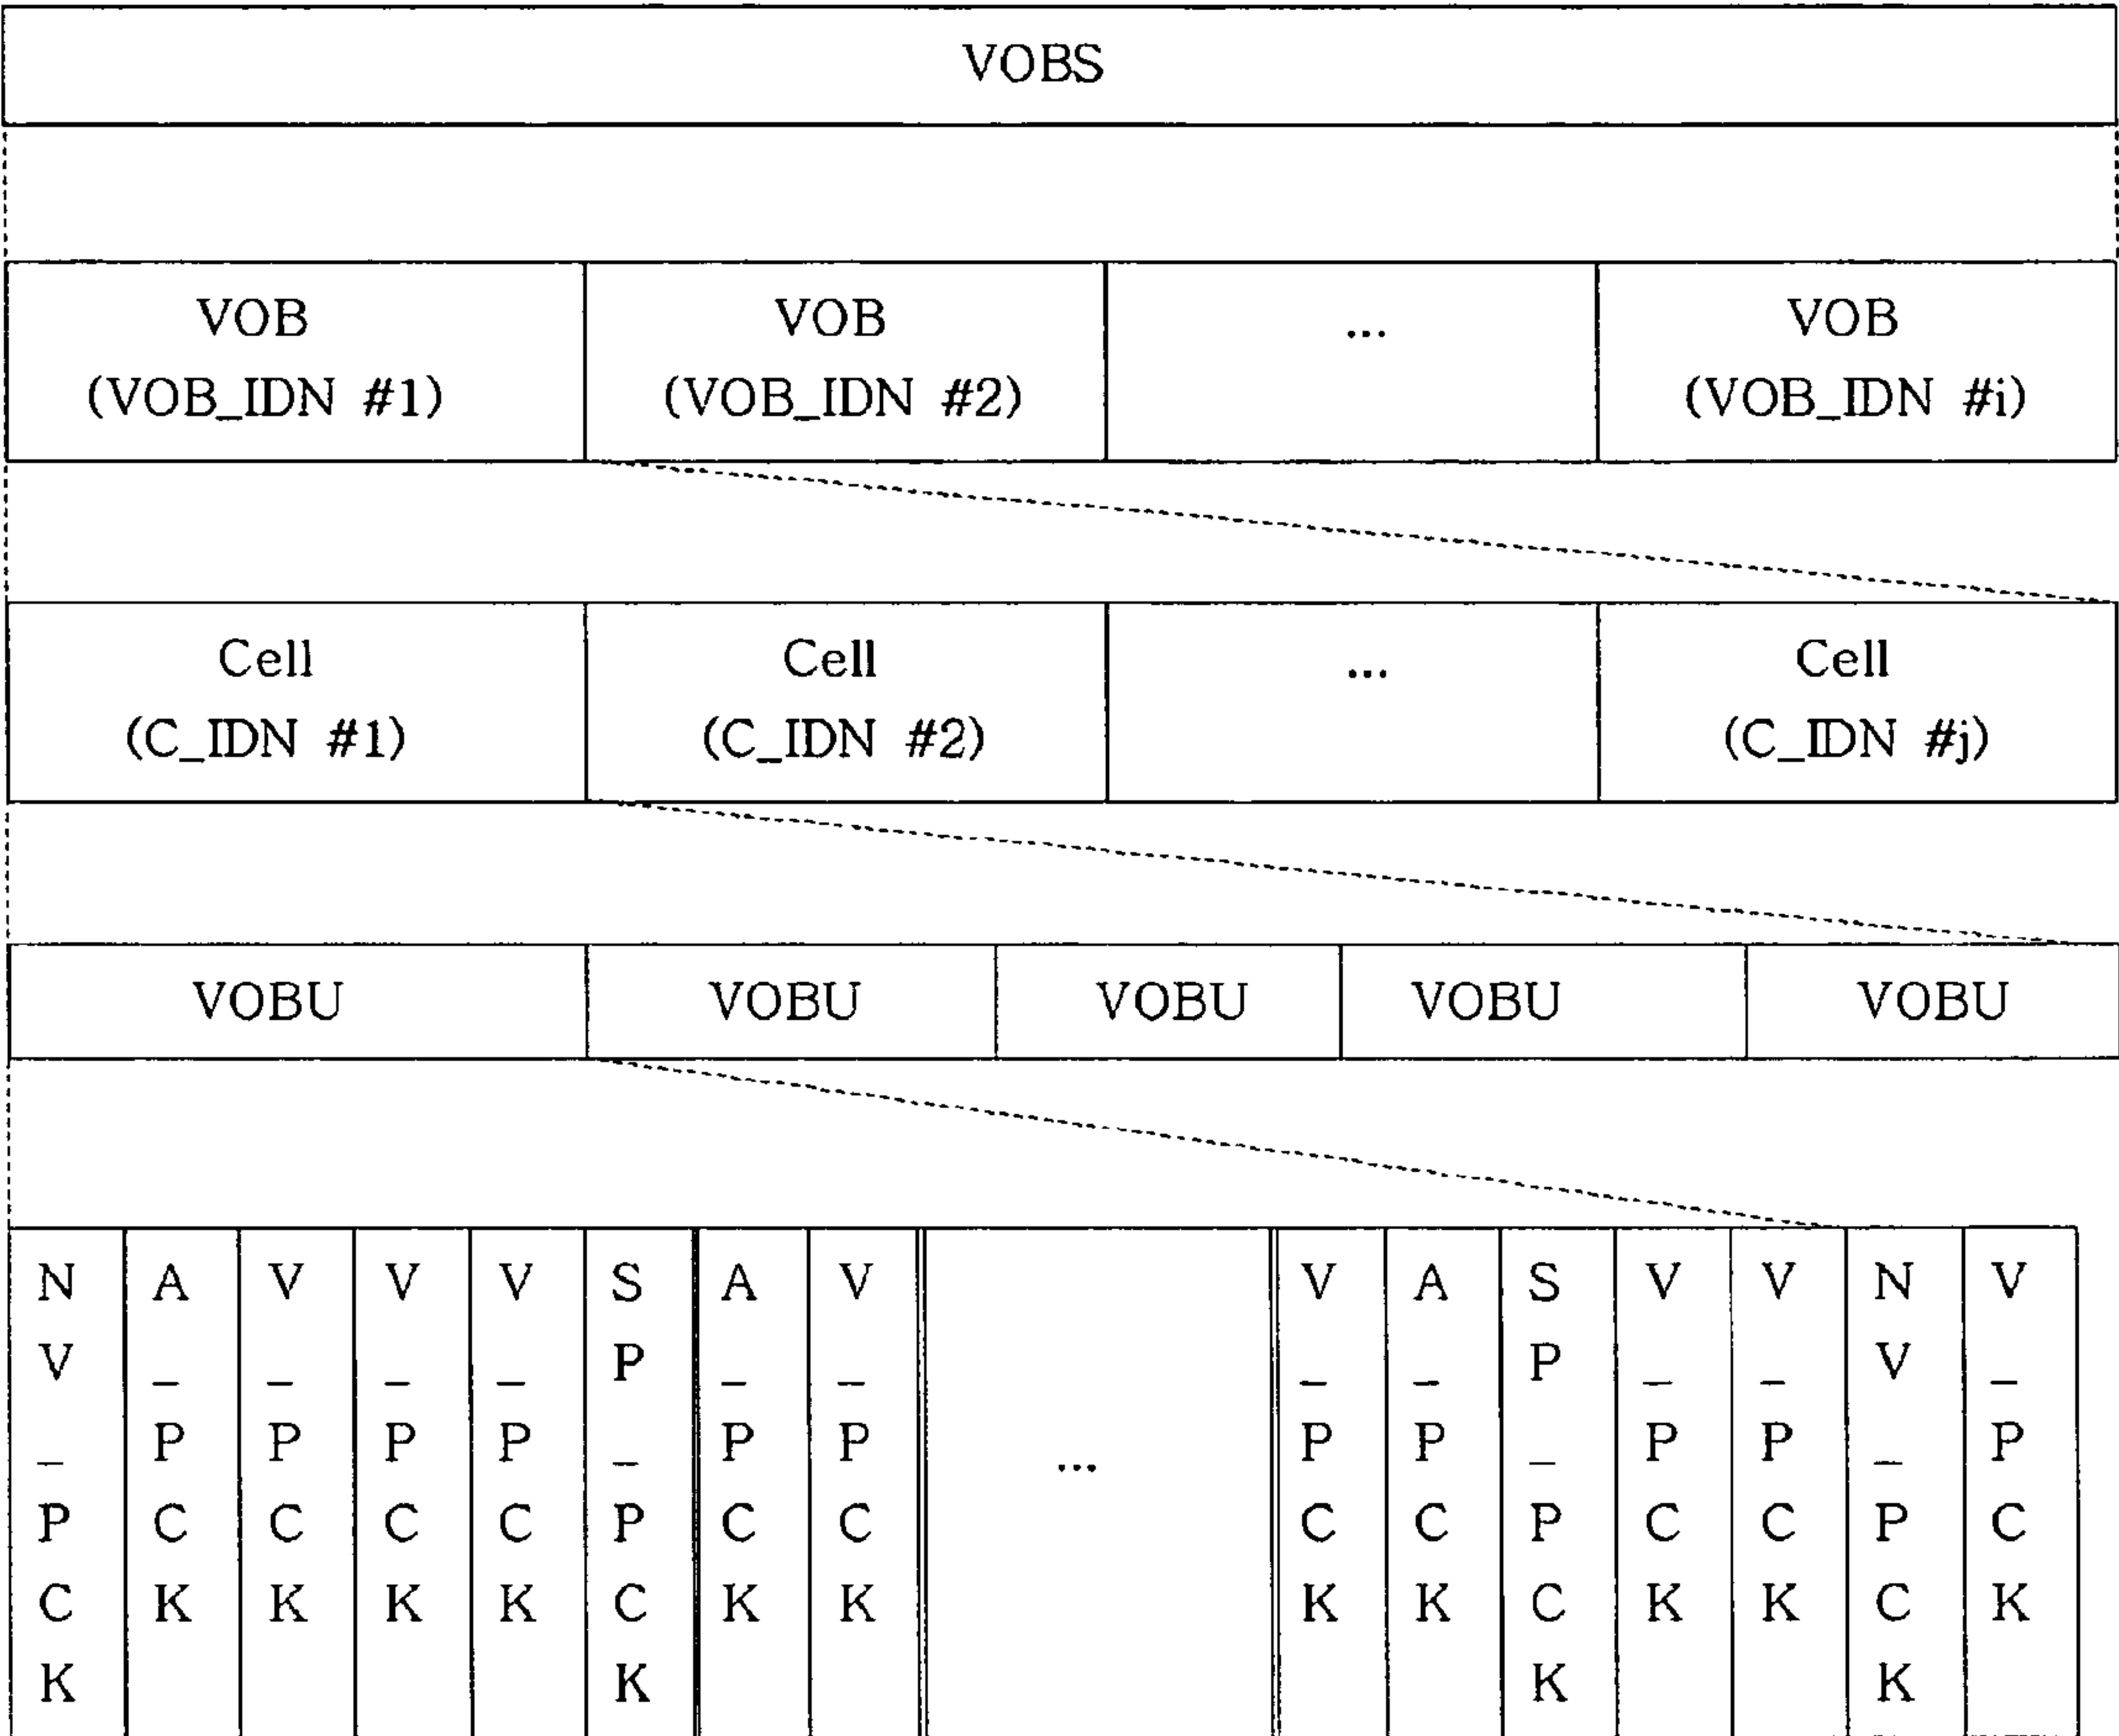 VOBS
VOB VOB ... VOB
(VOB_IDN #1) (VOB_IDN #2) (VOB_IDN #i)
Cell Cell ... Cell
(C_IDN #1) (C_IDN #2) (C_IDN #j)
VOBU VOBU VOBU VOBU VOBU
NV_PCK A_PCK V_PCK V_PCK V_PCK SP_PCK A_PCK V_PCK ... V_PCK A_PCK SP_PCK V_PCK V_PCK NV_PCK V_PCK